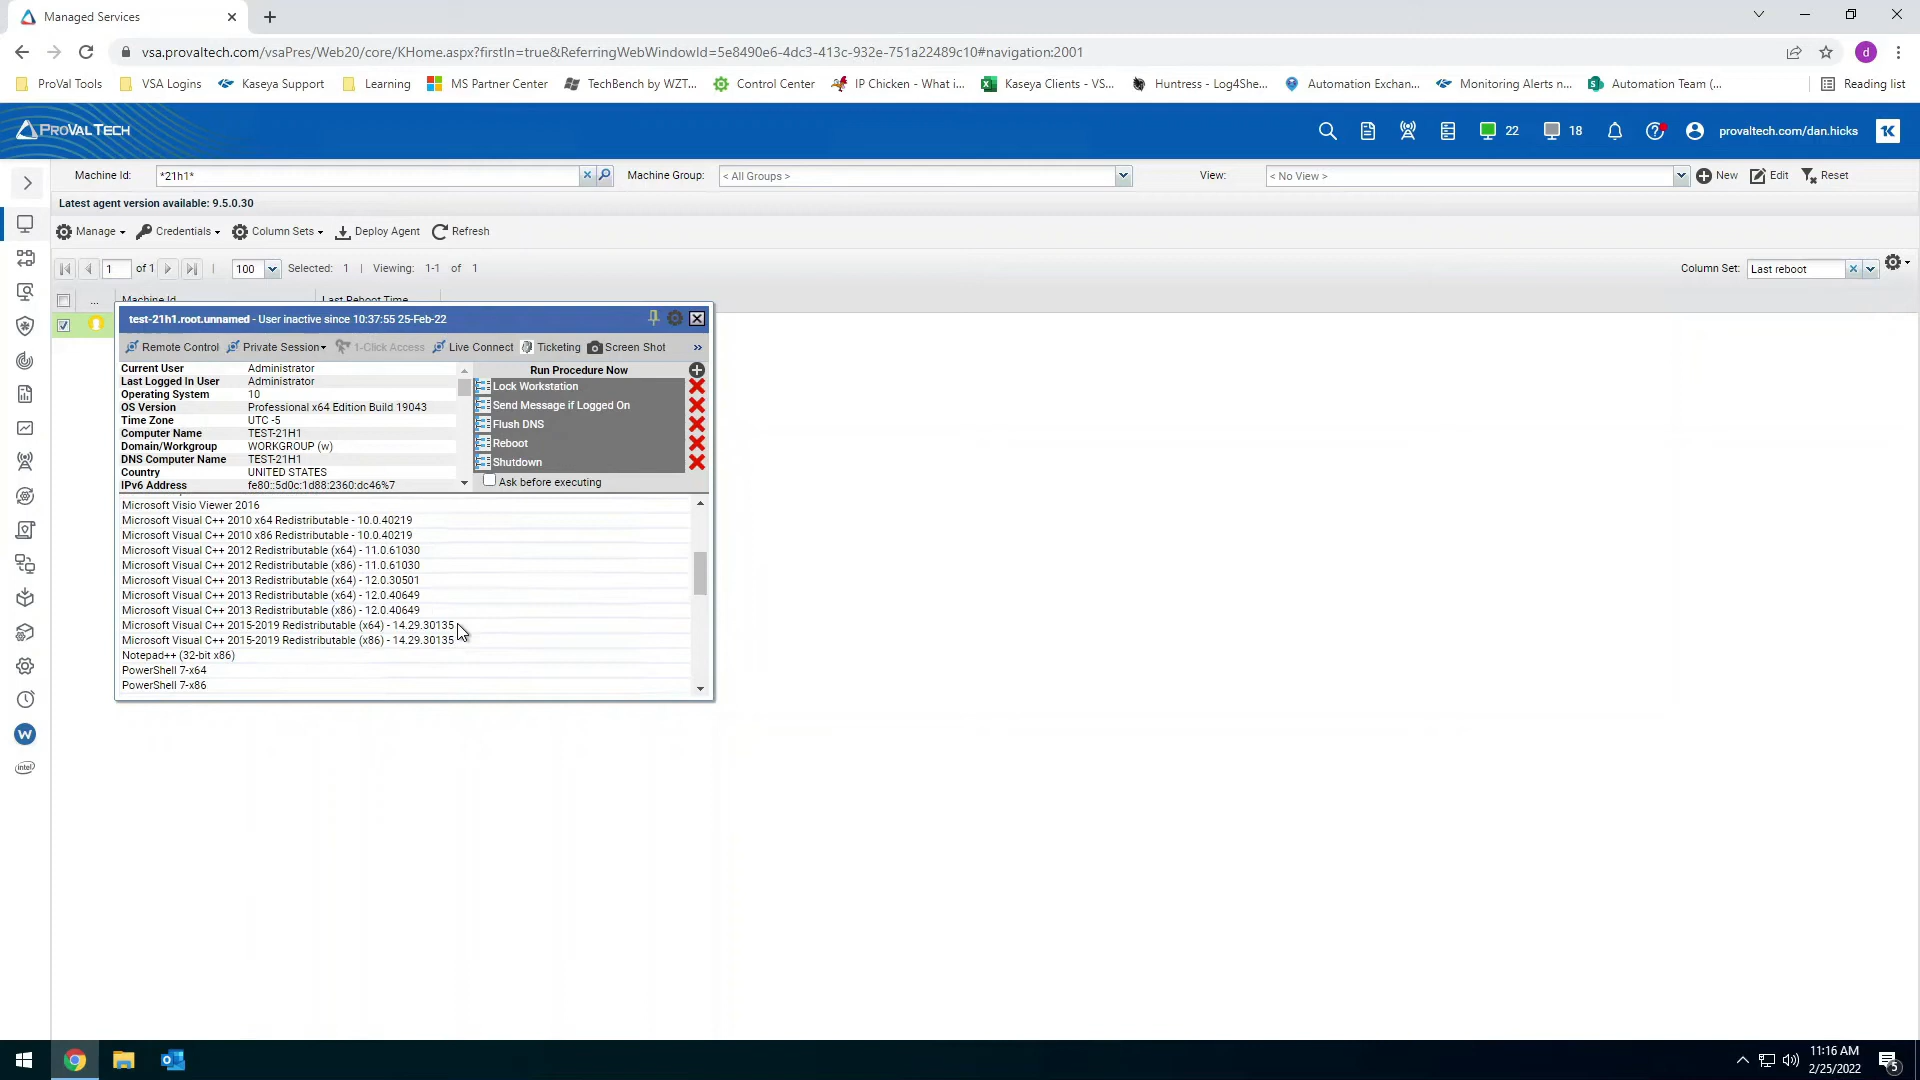 Managed Services
vsa.provaltech.com/vsaPres/Web20/core/KHome.aspx?firstIn=true&ReferringWebWindowId=5e8490e6-4dc3-413c-932e-751a22489c10#navigation:2001
d
ProVal Tools
VSA Logins
Kaseya Support
Learning
MS Partner Center
TechBench by WZT...
Control Center
IP Chicken - What i...
Kaseya Clients - VS...
Huntress - Log4She...
Automation Exchan...
Monitoring Alerts n...
Automation Team (...
Reading list
PROVAL TECH
22
18
provaltech.com/dan.hicks
Machine Id:
*21h1*
Machine Group:
< All Groups >
View:
< No View >
New
Edit
Reset
Latest agent version available: 9.5.0.30
Manage
Credentials
Column Sets
Deploy Agent
Refresh
1
of 1
100
Selected: 1 | Viewing: 1-1 of 1
Column Set:
Last reboot
...
Machine Id
Last Reboot Time
test-21h1.root.unnamed - User inactive since 10:37:55 25-Feb-22
Remote Control
Private Session
1-Click Access
Live Connect
Ticketing
Screen Shot
»
Current User Administrator
Last Logged In User Administrator
Operating System 10
OS Version Professional x64 Edition Build 19043
Time Zone UTC -5
Computer Name TEST-21H1
Domain/Workgroup WORKGROUP (w)
DNS Computer Name TEST-21H1
Country UNITED STATES
IPv6 Address fe80::5d0c:1d88:2360:dc46%7
Run Procedure Now
Lock Workstation
Send Message if Logged On
Flush DNS
Reboot
Shutdown
Ask before executing
Microsoft Visio Viewer 2016
Microsoft Visual C++ 2010 x64 Redistributable - 10.0.40219
Microsoft Visual C++ 2010 x86 Redistributable - 10.0.40219
Microsoft Visual C++ 2012 Redistributable (x64) - 11.0.61030
Microsoft Visual C++ 2012 Redistributable (x86) - 11.0.61030
Microsoft Visual C++ 2013 Redistributable (x64) - 12.0.30501
Microsoft Visual C++ 2013 Redistributable (x64) - 12.0.40649
Microsoft Visual C++ 2013 Redistributable (x86) - 12.0.40649
Microsoft Visual C++ 2015-2019 Redistributable (x64) - 14.29.30135
Microsoft Visual C++ 2015-2019 Redistributable (x86) - 14.29.30135
Notepad++ (32-bit x86)
PowerShell 7-x64
PowerShell 7-x86
W
intel
11:16 AM
2/25/2022
5